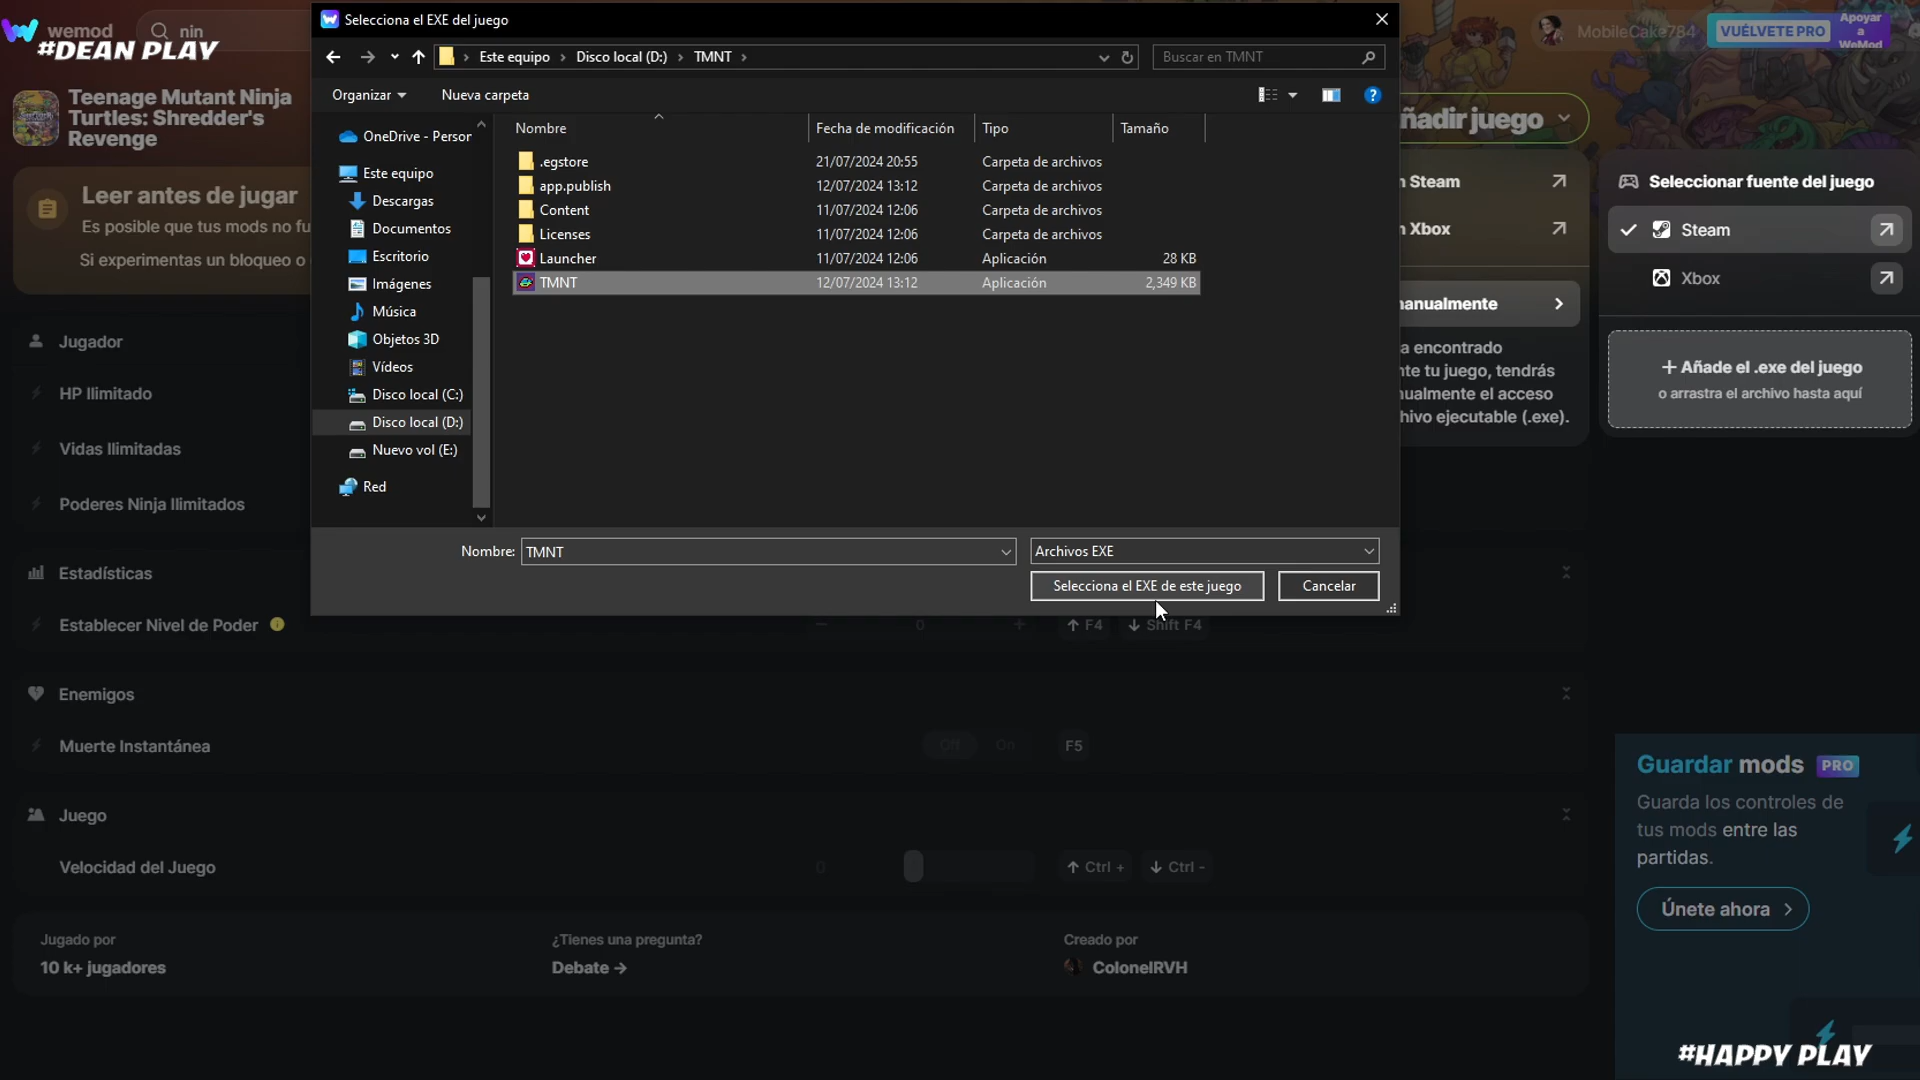 wemod
#DEAN PLAY
nin
Teenage Mutant Ninja
Turtles: Shredder's
Revenge
Leer antes de jugar
Es posible que tus mods no fu
Si experimentas un bloqueo o
Jugador
HP Ilimitado
Vidas Ilimitadas
Poderes Ninja Ilimitados
Estadísticas
Establecer Nivel de Poder
0
F4
Shift F4
Enemigos
Muerte Instantánea
Off
On
F5
Juego
Velocidad del Juego
0
Ctrl +
Ctrl -
Jugado por
10 k+ jugadores
¿Tienes una pregunta?
Debate →
Creado por
ColonelRVH
Selecciona el EXE del juego
Este equipo › Disco local (D:) › TMNT ›
Buscar en TMNT
Organizar
Nueva carpeta
OneDrive - Person
Este equipo
Descargas
Documentos
Escritorio
Imágenes
Música
Objetos 3D
Vídeos
Disco local (C:)
Disco local (D:)
Nuevo vol (E:)
Red
Nombre Fecha de modificación Tipo Tamaño
.egstore 21/07/2024 20:55 Carpeta de archivos
app.publish 12/07/2024 13:12 Carpeta de archivos
Content 11/07/2024 12:06 Carpeta de archivos
Licenses 11/07/2024 12:06 Carpeta de archivos
Launcher 11/07/2024 12:06 Aplicación 28 KB
TMNT 12/07/2024 13:12 Aplicación 2,349 KB
Nombre: TMNT
Archivos EXE
Selecciona el EXE de este juego
Cancelar
MobileCake784
VUÉLVETE PRO
Apoyar
a
WeMod
ñadir juego
n Steam
n Xbox
manualmente
a encontrado
nte tu juego, tendrás
ualmente el acceso
hivo ejecutable (.exe).
Seleccionar fuente del juego
Steam
Xbox
+ Añade el .exe del juego
o arrastra el archivo hasta aquí
Guardar mods PRO
Guarda los controles de
tus mods entre las
partidas.
Únete ahora
#HAPPY PLAY